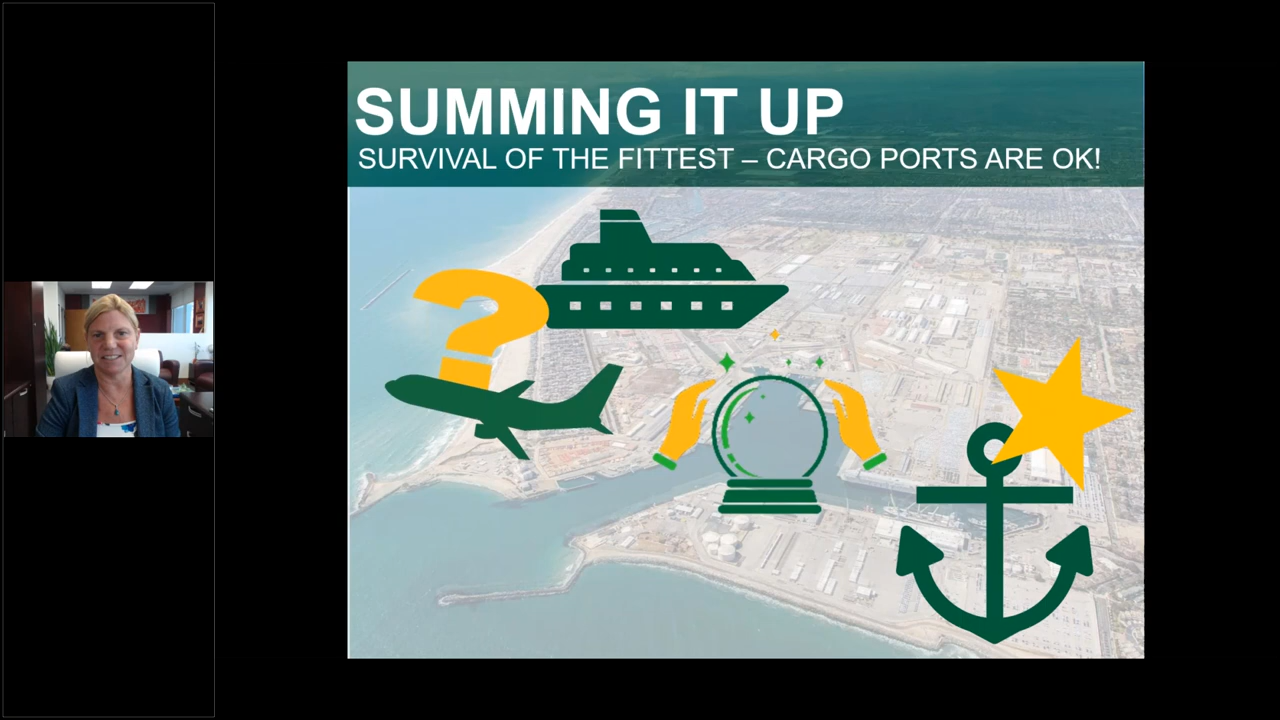 SUMMING IT UP
SURVIVAL OF THE FITTEST – CARGO PORTS ARE OK!